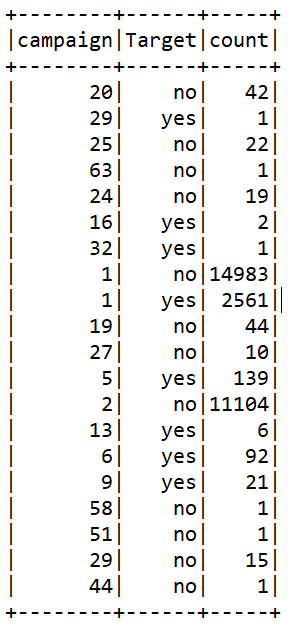 +--------+------+-----+
|campaign|Target|count|
+--------+------+-----+
|      20|    no|   42|
|      29|   yes|    1|
|      25|    no|   22|
|      63|    no|    1|
|      24|    no|   19|
|      16|   yes|    2|
|      32|   yes|    1|
|       1|    no|14983|
|       1|   yes| 2561|
|      19|    no|   44|
|      27|    no|   10|
|       5|   yes|  139|
|       2|    no|11104|
|      13|   yes|    6|
|       6|   yes|   92|
|       9|   yes|   21|
|      58|    no|    1|
|      51|    no|    1|
|      29|    no|   15|
|      44|    no|    1|
+--------+------+-----+